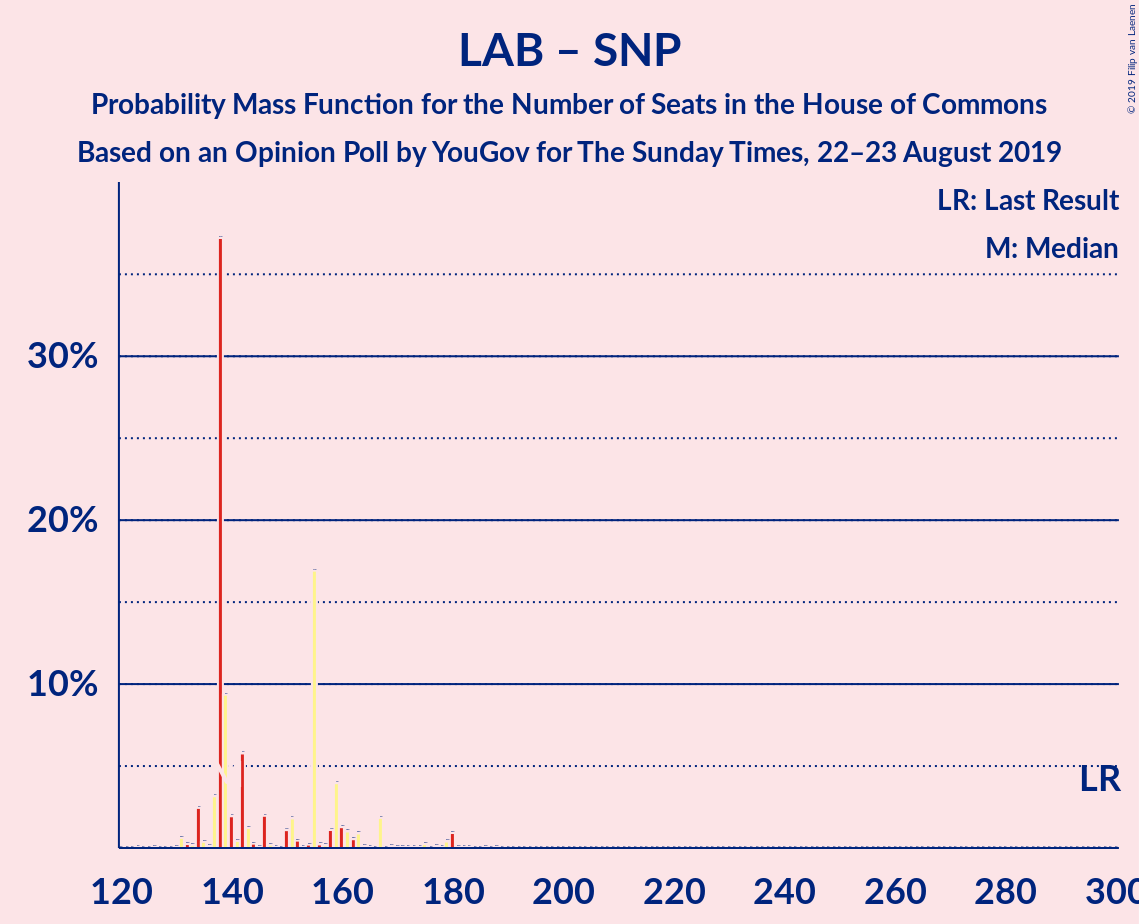 LAB – SNP
Probability Mass Function for the Number of Seats in the House of Commons
Based on an Opinion Poll by YouGov for The Sunday Times, 22–23 August 2019
© 2019 Filip van Laenen
LR: Last Result
M: Median
30%
20%
10%
M
LR
120 140 160 180 200 220 240 260 280 300